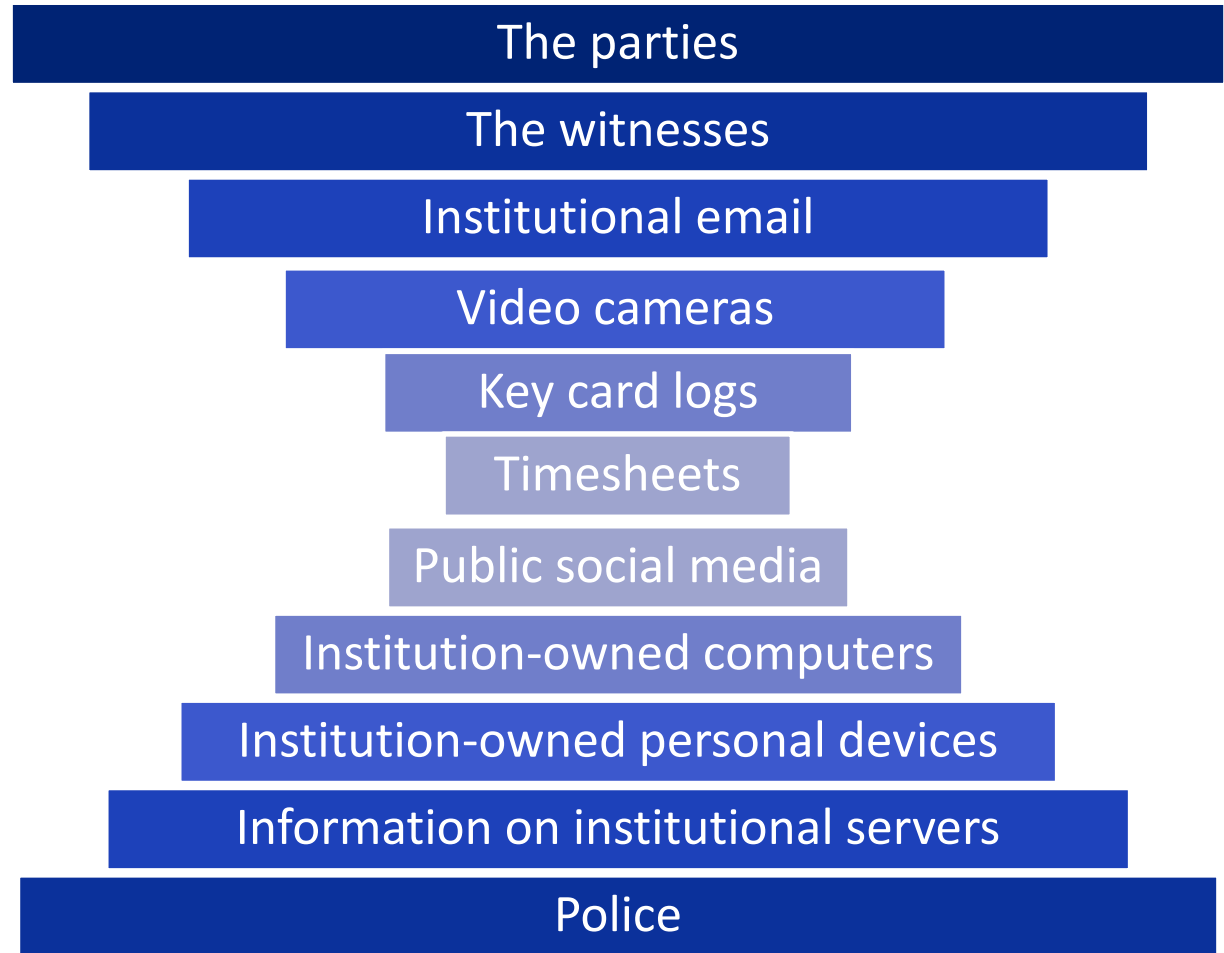 The parties
The witnesses
Institutional email
Video cameras
Key card logs
Timesheets
Public social media
Institution-owned computers
Institution-owned personal devices
Information on institutional servers
Police